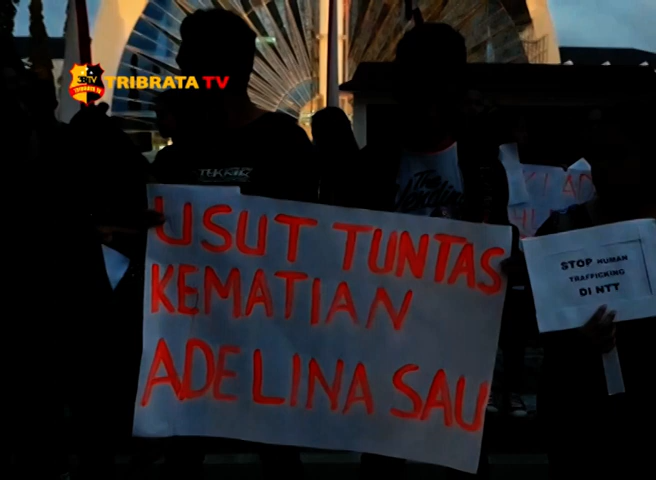 TRIBRATA TV
USUT TUNTAS
KEMATIAN
ADELINA SAU
STOP HUMAN
TRAFFICKING
DI NTT